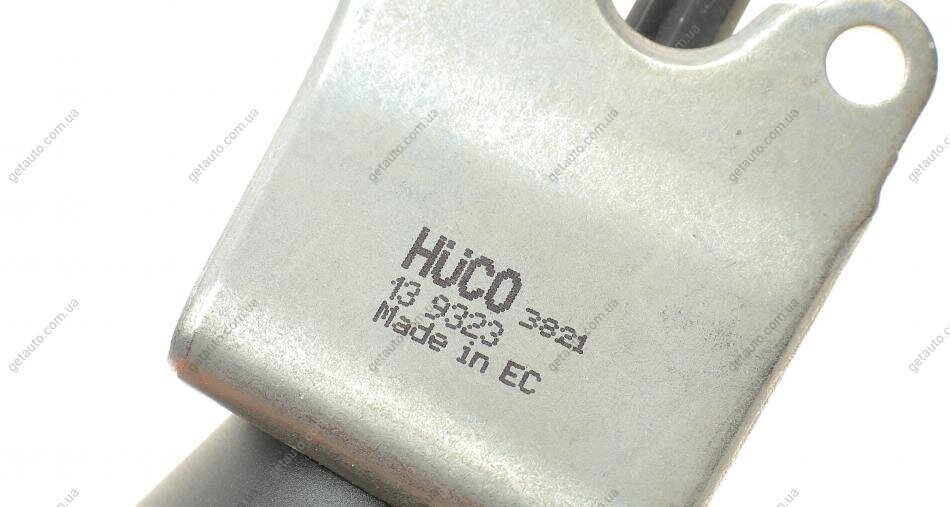 HüCO
13 9323 3821
Made in EC
getauto.com.ua